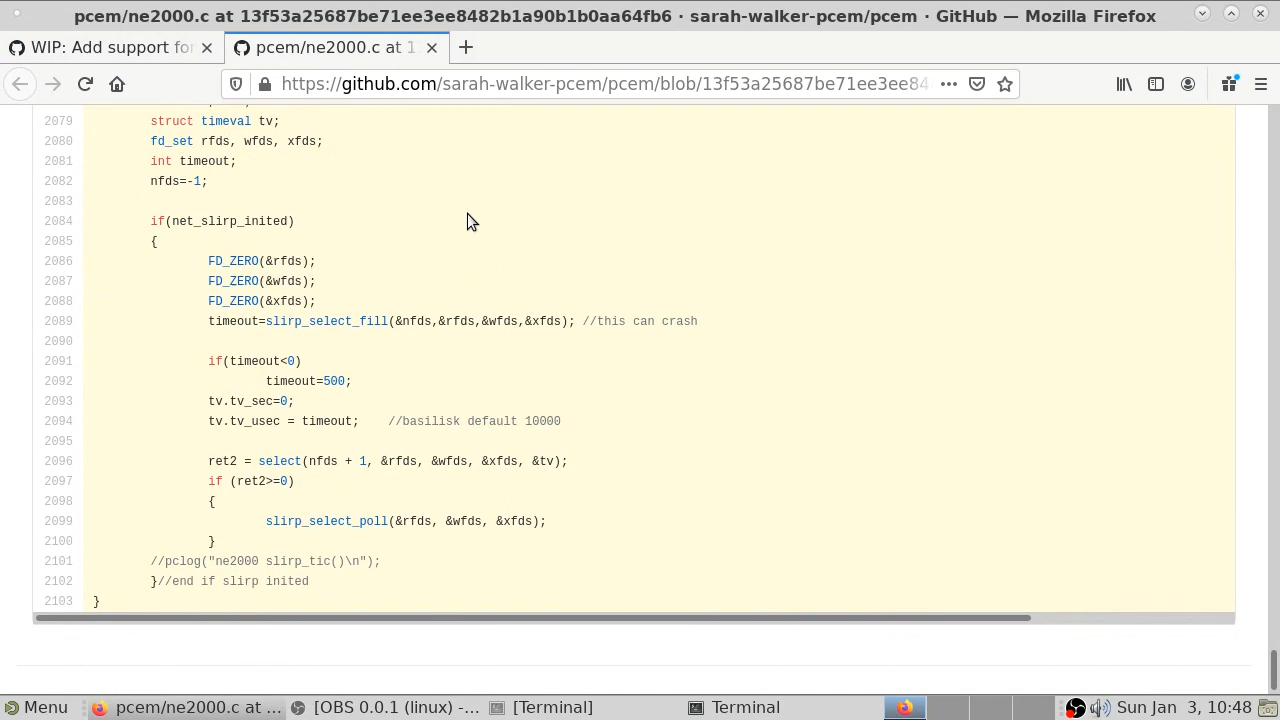 pcem/ne2000.c at 13f53a25687be71ee3ee8482b1a90b1b0aa64fb6 · sarah-walker-pcem/pcem · GitHub — Mozilla Firefox
WIP: Add support for
pcem/ne2000.c at 1
https://github.com/sarah-walker-pcem/pcem/blob/13f53a25687be71ee3ee84
2079 struct timeval tv;
2080 fd_set rfds, wfds, xfds;
2081 int timeout;
2082 nfds=-1;
2083
2084 if(net_slirp_inited)
2085 {
2086 FD_ZERO(&rfds);
2087 FD_ZERO(&wfds);
2088 FD_ZERO(&xfds);
2089 timeout=slirp_select_fill(&nfds,&rfds,&wfds,&xfds); //this can crash
2090
2091 if(timeout<0)
2092 timeout=500;
2093 tv.tv_sec=0;
2094 tv.tv_usec = timeout; //basilisk default 10000
2095
2096 ret2 = select(nfds + 1, &rfds, &wfds, &xfds, &tv);
2097 if (ret2>=0)
2098 {
2099 slirp_select_poll(&rfds, &wfds, &xfds);
2100 }
2101 //pclog("ne2000 slirp_tic()\n");
2102 }//end if slirp inited
2103 }
Menu
pcem/ne2000.c at ...
[OBS 0.0.1 (linux) -...
[Terminal]
Terminal
Sun Jan 3, 10:48